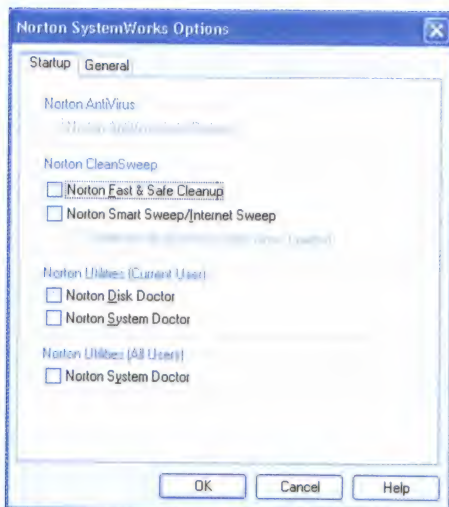 Norton SystemWorks Options
Startup General
Norton AntiVirus
Norton CleanSweep
Norton Fast & Safe Cleanup
Norton Smart Sweep/Internet Sweep
Norton Utilities (Current User)
Norton Disk Doctor
Norton System Doctor
Norton Utilities (All Users)
Norton System Doctor
OK Cancel Help